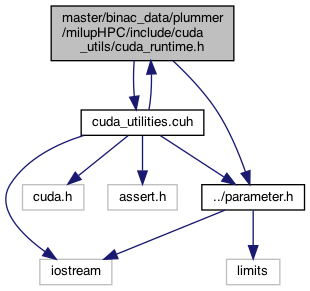 master/binac_data/plummer
/milupHPC/include/cuda
_utils/cuda_runtime.h
cuda_utilities.cuh
cuda.h
assert.h
../parameter.h
iostream
limits